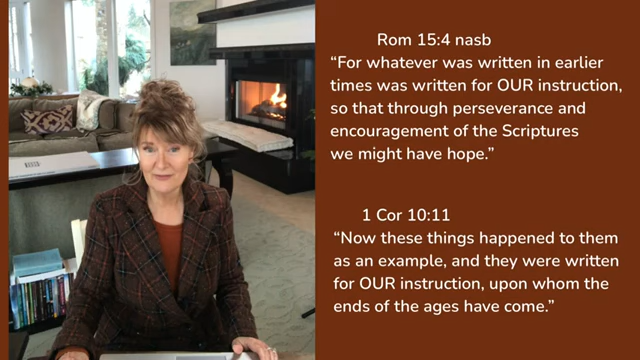 Rom 15:4 nasb
“For whatever was written in earlier
times was written for OUR instruction,
so that through perseverance and
encouragement of the Scriptures
we might have hope.”
1 Cor 10:11
“Now these things happened to them
as an example, and they were written
for OUR instruction, upon whom the
ends of the ages have come.”